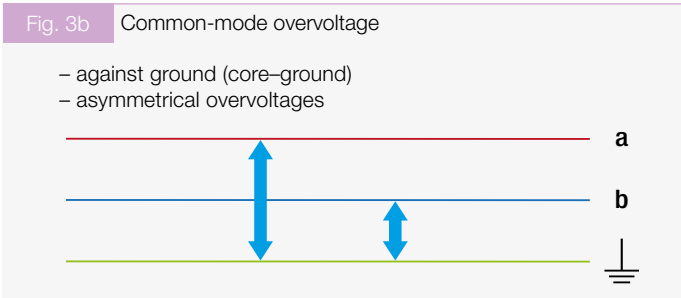 Fig. 3b Common-mode overvoltage
– against ground (core–ground)
– asymmetrical overvoltages
a
b